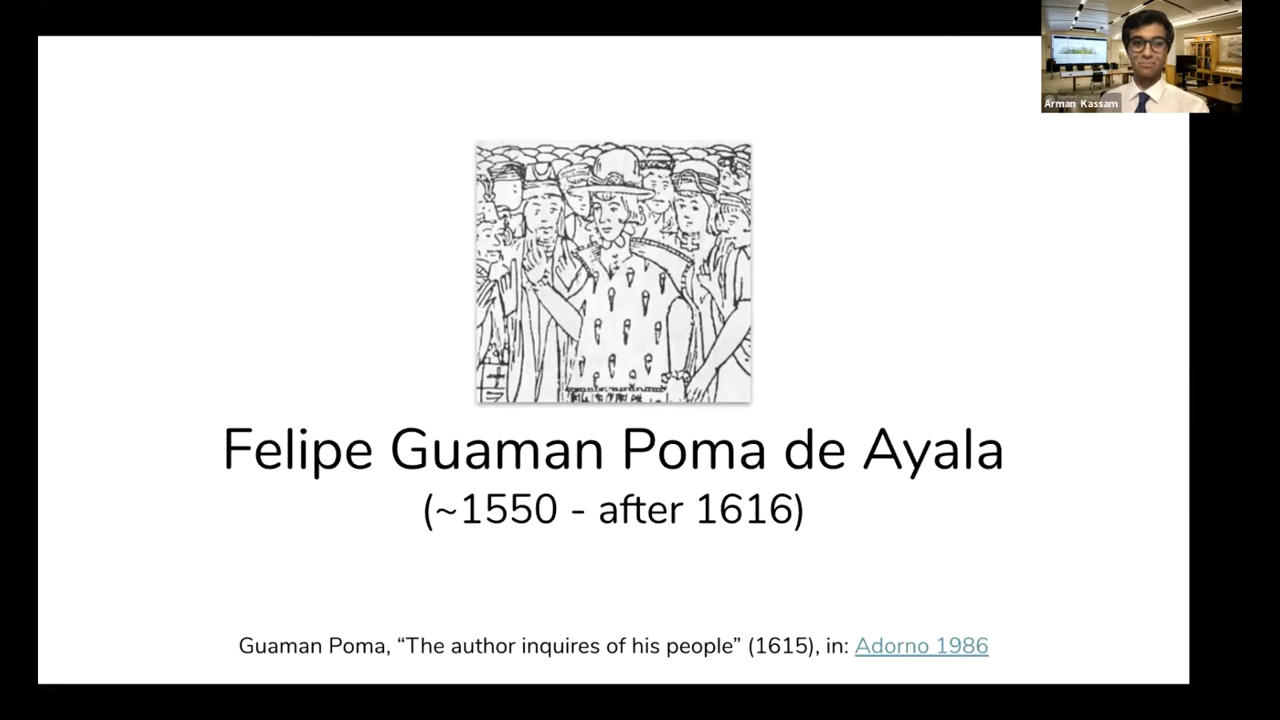 Arman Kassam
Felipe Guaman Poma de Ayala
(~1550 - after 1616)
Guaman Poma, “The author inquires of his people” (1615), in: Adorno 1986